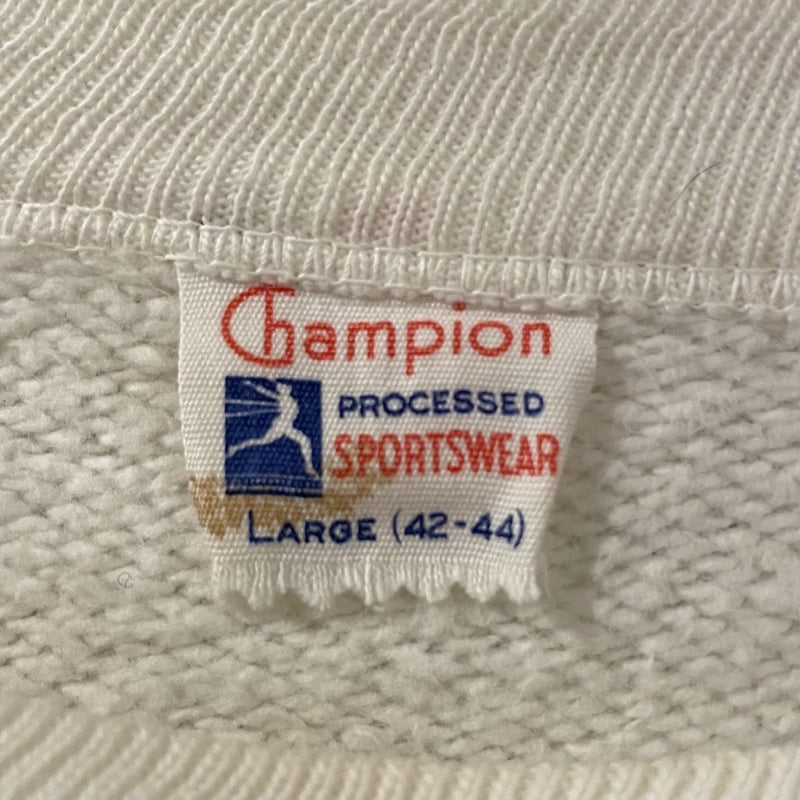 Champion
PROCESSED
SPORTSWEAR
LARGE (42-44)